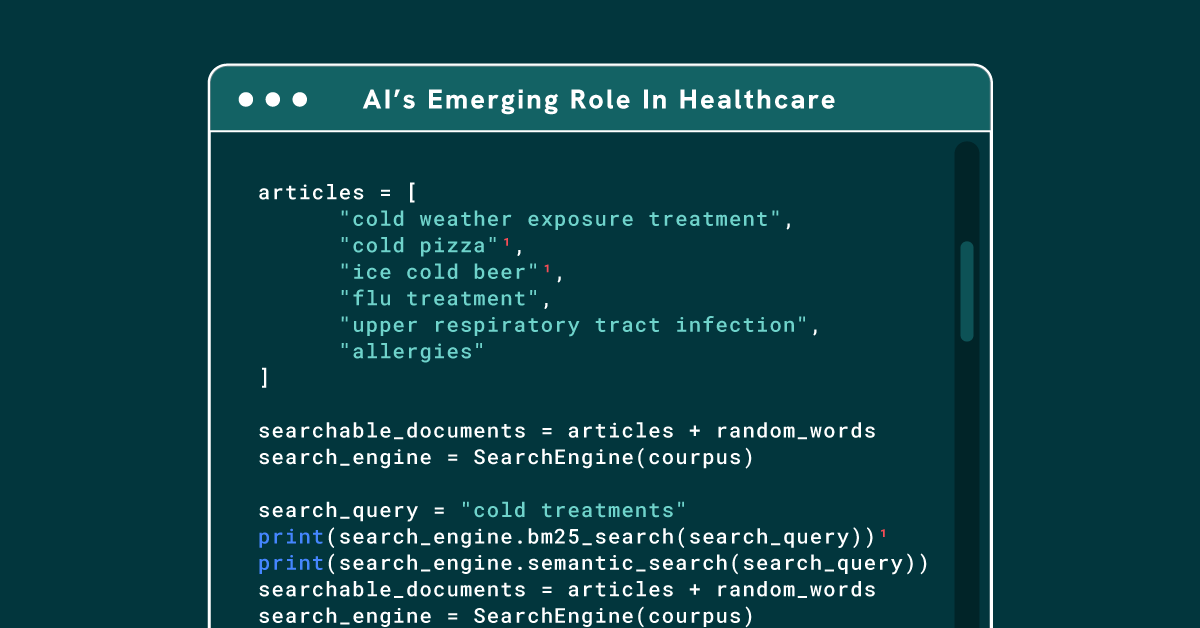 AI’s Emerging Role In Healthcare
articles = [
"cold weather exposure treatment",
"cold pizza"¹,
"ice cold beer"¹,
"flu treatment",
"upper respiratory tract infection",
"allergies"
]
searchable_documents = articles + random_words
search_engine = SearchEngine(courpus)
search_query = "cold treatments"
print(search_engine.bm25_search(search_query))¹
print(search_engine.semantic_search(search_query))
searchable_documents = articles + random_words
search_engine = SearchEngine(courpus)